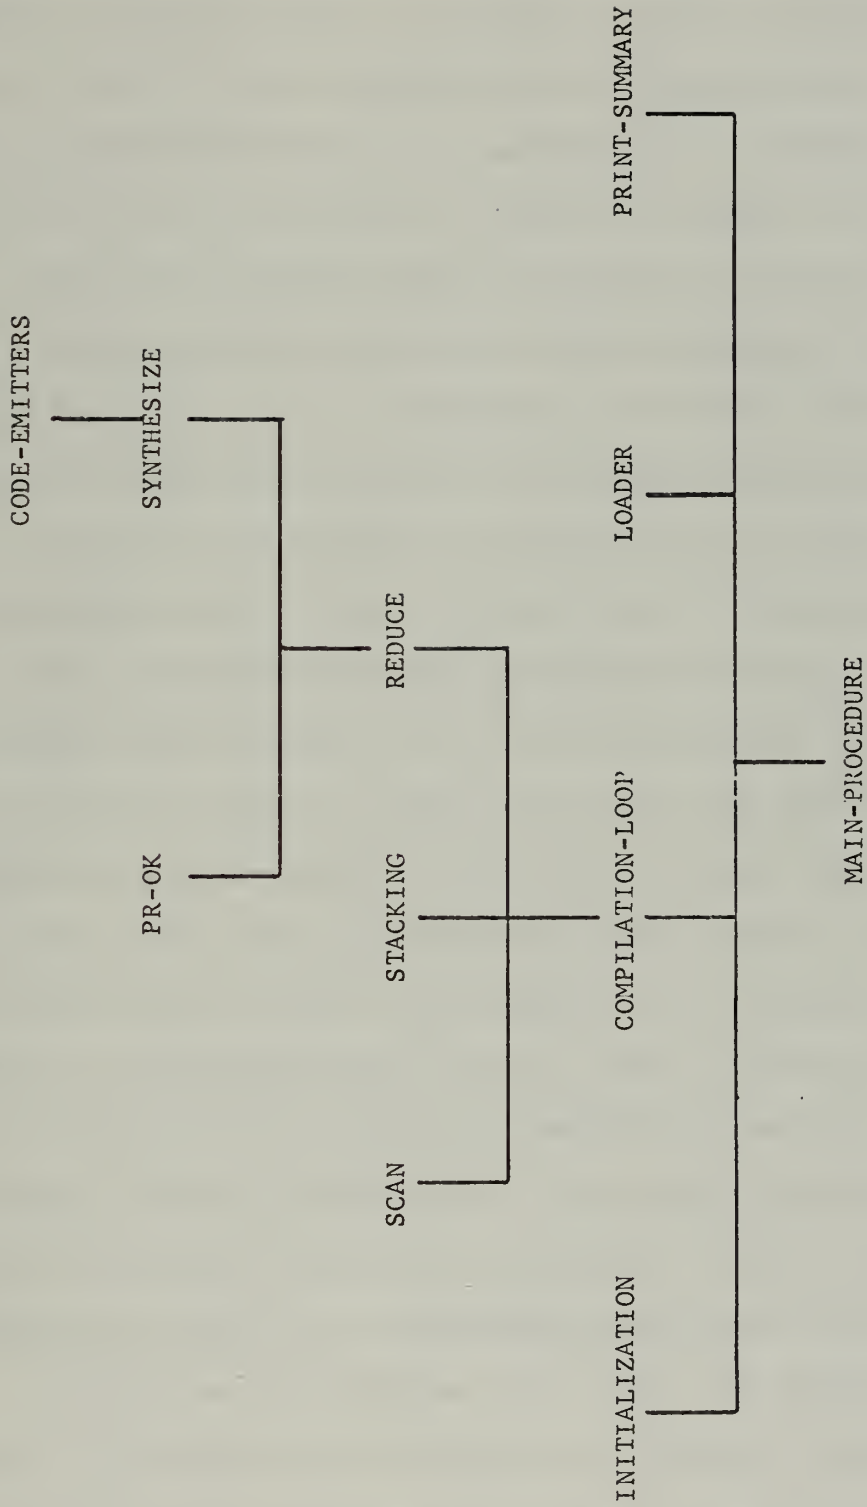 CODE-EMITTERS
PR-OK
SYNTHESIZE
SCAN
STACKING
REDUCE
INITIALIZATION
COMPILATION-LOOP
LOADER
PRINT-SUMMARY
MAIN-PROCEDURE